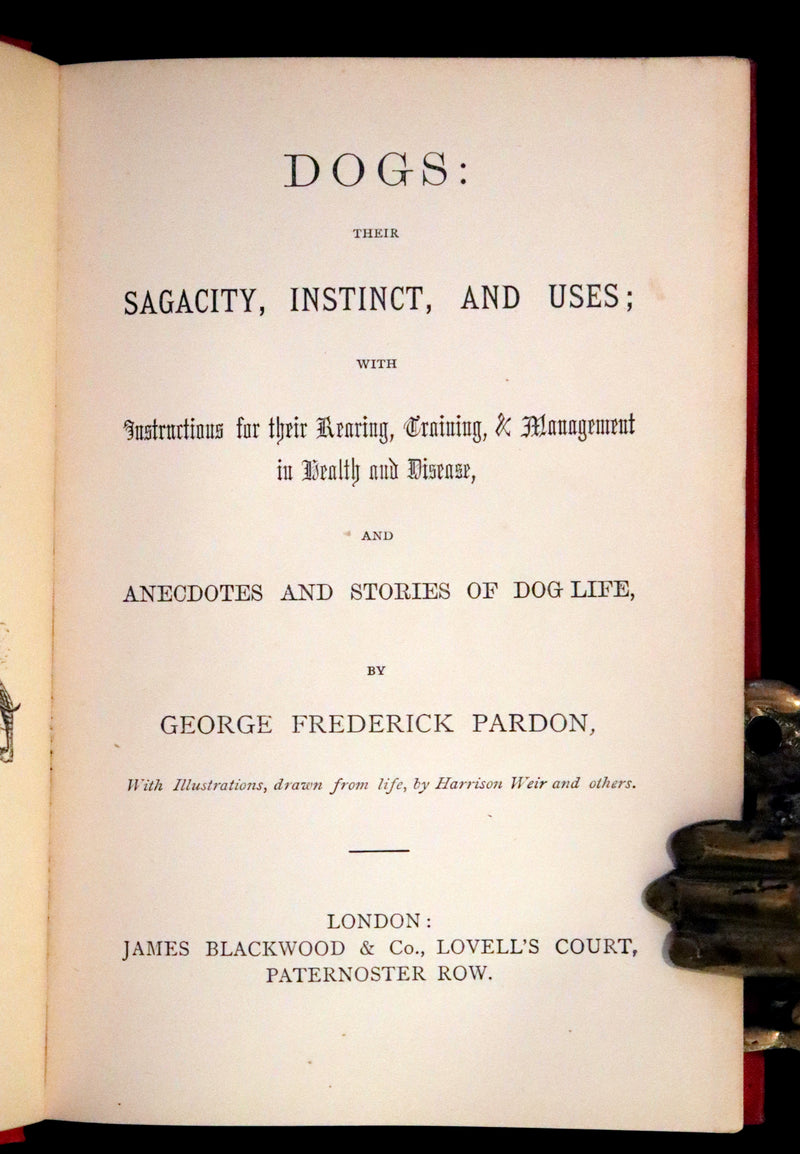 DOGS:
THEIR
SAGACITY, INSTINCT, AND USES;
WITH
Instructions for their Rearing, Training, & Management
in Health and Disease,
AND
ANECDOTES AND STORIES OF DOG LIFE,
BY
GEORGE FREDERICK PARDON,
With Illustrations, drawn from life, by Harrison Weir and others.
LONDON:
JAMES BLACKWOOD & Co., LOVELL'S COURT,
PATERNOSTER ROW.